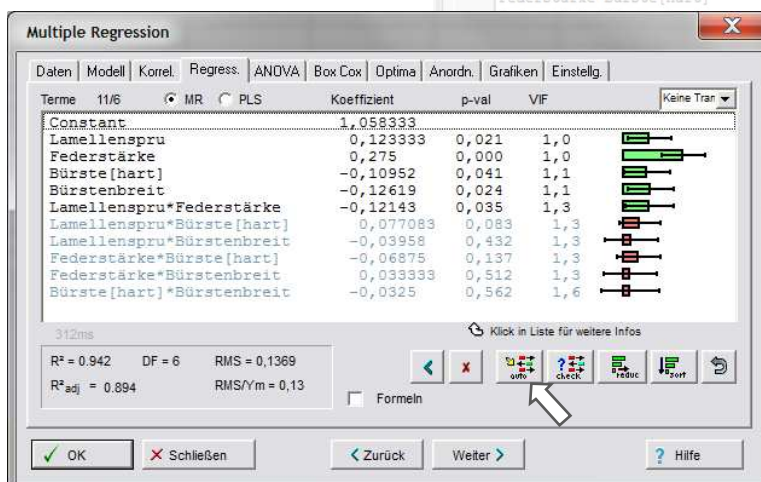 Federstärke Bürste[hart]
Multiple Regression
Daten Modell Korrel. Regress. ANOVA Box Cox Optima Anordn. Grafiken Einstellg.
Terme 11/6 MR PLS Koeffizient p-val VIF Keine Tran
Constant 1,058333
Lamellenspru 0,123333 0,021 1,0
Federstärke 0,275 0,000 1,0
Bürste[hart] -0,10952 0,041 1,1
Bürstenbreit -0,12619 0,024 1,1
Lamellenspru*Federstärke -0,12143 0,035 1,3
Lamellenspru*Bürste[hart] 0,077083 0,083 1,3
Lamellenspru*Bürstenbreit -0,03958 0,432 1,3
Federstärke*Bürste[hart] -0,06875 0,137 1,3
Federstärke*Bürstenbreit 0,033333 0,512 1,3
Bürste[hart]*Bürstenbreit -0,0325 0,562 1,6
312ms Klick in Liste für weitere Infos
R² = 0.942 DF = 6 RMS = 0,1369
R²adj = 0.894 RMS/Ym = 0,13
auto check reduc sort
Formeln
OK Schließen Zurück Weiter Hilfe